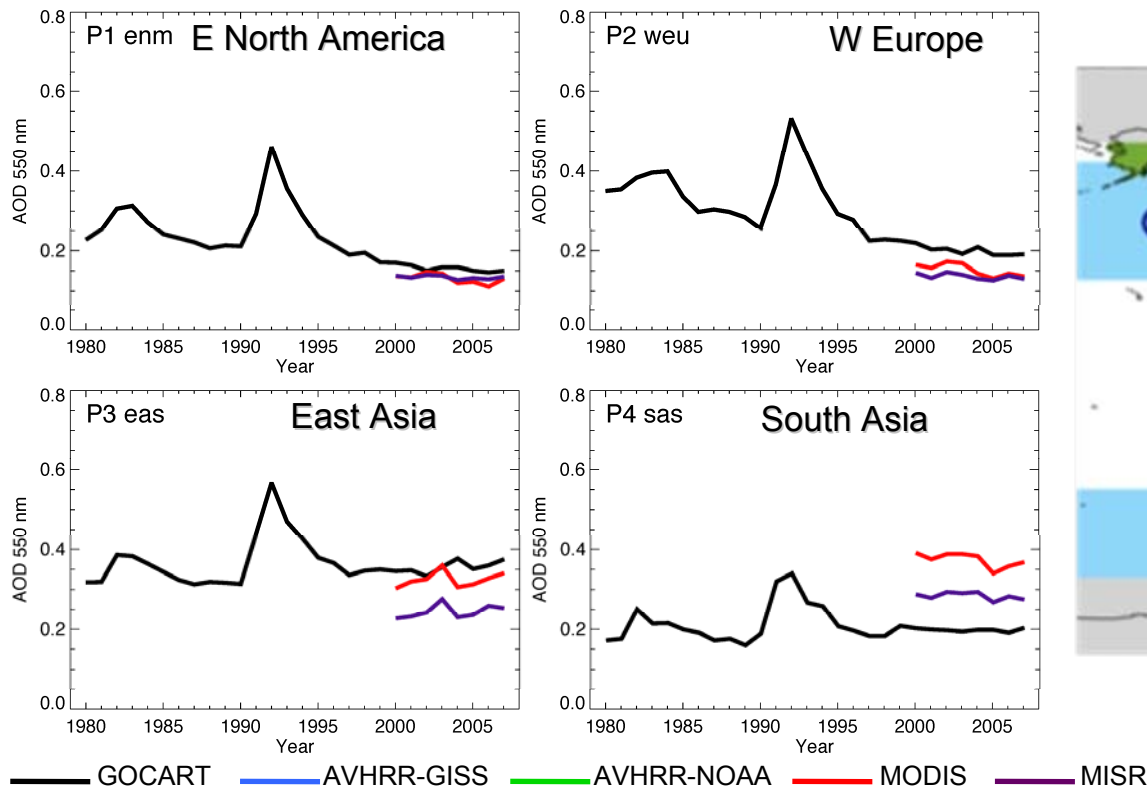 P1 enm E North America
0.8
0.6
0.4
0.2
0.0
AOD 550 nm
1980 1985 1990 1995 2000 2005
Year
P2 weu W Europe
0.8
0.6
0.4
0.2
0.0
AOD 550 nm
1980 1985 1990 1995 2000 2005
Year
P3 eas East Asia
0.8
0.6
0.4
0.2
0.0
AOD 550 nm
1980 1985 1990 1995 2000 2005
Year
P4 sas South Asia
0.8
0.6
0.4
0.2
0.0
AOD 550 nm
1980 1985 1990 1995 2000 2005
Year
GOCART AVHRR-GISS AVHRR-NOAA MODIS MISR